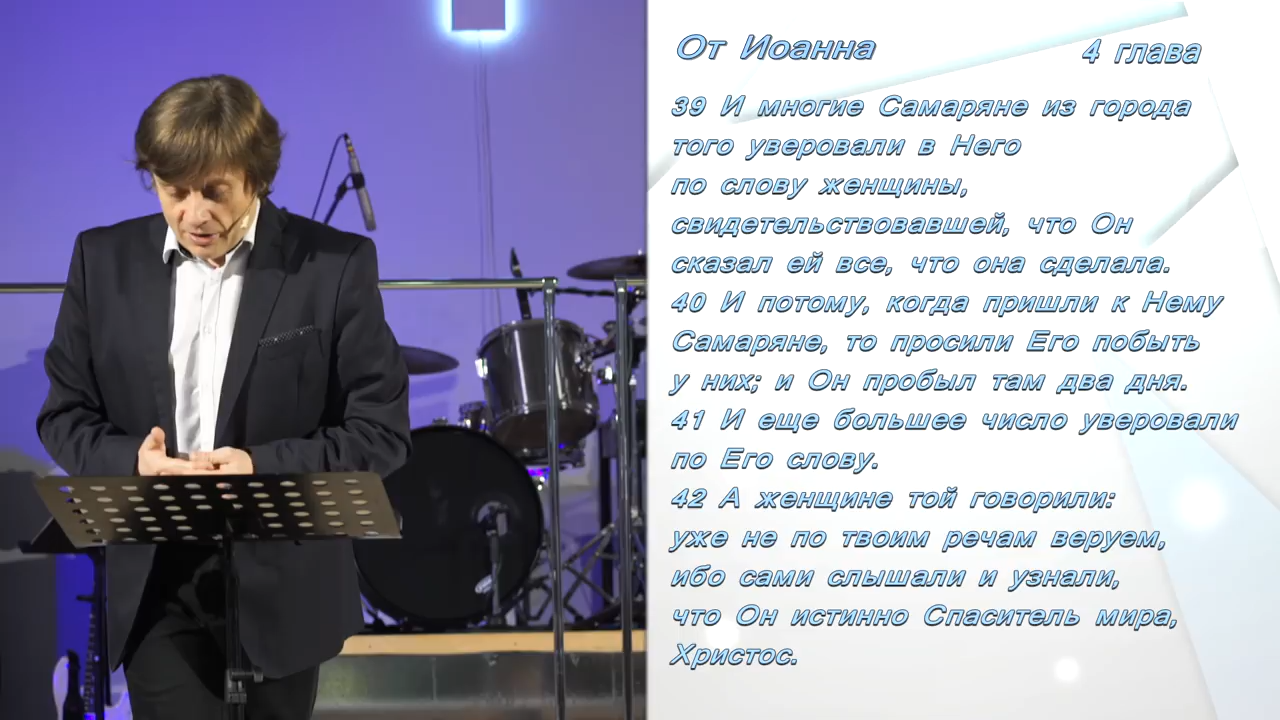 От Иоанна 4 глава
39 И многие Самаряне из города
того уверовали в Него
по слову женщины,
свидетельствовавшей, что Он
сказал ей все, что она сделала.
40 И потому, когда пришли к Нему
Самаряне, то просили Его побыть
у них; и Он пробыл там два дня.
41 И еще большее число уверовали
по Его слову.
42 А женщине той говорили:
уже не по твоим речам веруем,
ибо сами слышали и узнали,
что Он истинно Спаситель мира,
Христос.